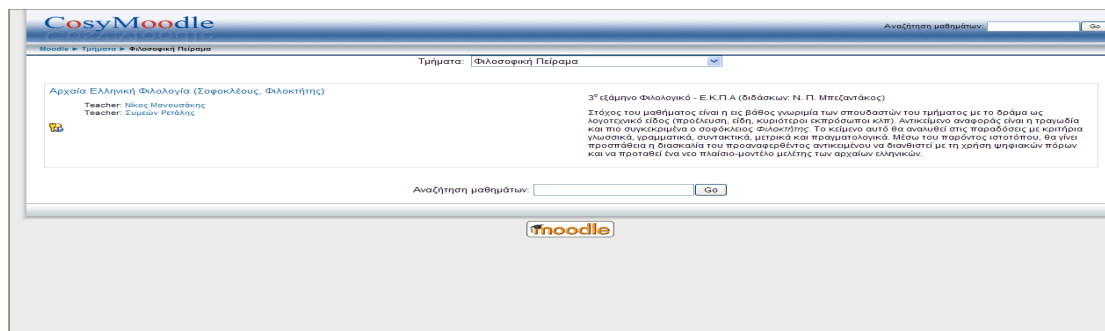 CosyMoodle
Αναζήτηση μαθημάτων: Go
Moodle ► Τμήματα ► Φιλοσοφική Πείραμα
Τμήματα: Φιλοσοφική Πείραμα
Αρχαία Ελληνική Φιλολογία (Σοφοκλέους, Φιλοκτήτης)
Teacher: Νίκος Μανουσάκης
Teacher: Συμεών Ρετάλης
3º εξάμηνο Φιλολογικό - Ε.Κ.Π.Α (διδάσκων: Ν. Π. Μπεζαντάκος)
Στόχος του μαθήματος είναι η εις βάθος γνωριμία των σπουδαστών του τμήματος με το δράμα ως
λογοτεχνικό είδος (προέλευση, είδη, κυριότεροι εκπρόσωποι κλπ). Αντικείμενο αναφοράς είναι η τραγωδία
και πιο συγκεκριμένα ο σοφόκλειος Φιλοκτήτης. Το κείμενο αυτό θα αναλυθεί στις παραδόσεις με κριτήρια
γλωσσικά, γραμματικά, συντακτικά, μετρικά και πραγματολογικά. Μέσω του παρόντος ιστοτόπου, θα γίνει
προσπάθεια η διασκαλία του προαναφερθέντος αντικειμένου να διανθιστεί με τη χρήση ψηφιακών πόρων
και να προταθεί ένα νεο πλαίσιο-μοντέλο μελέτης των αρχαίων ελληνικών.
Αναζήτηση μαθημάτων: Go
moodle